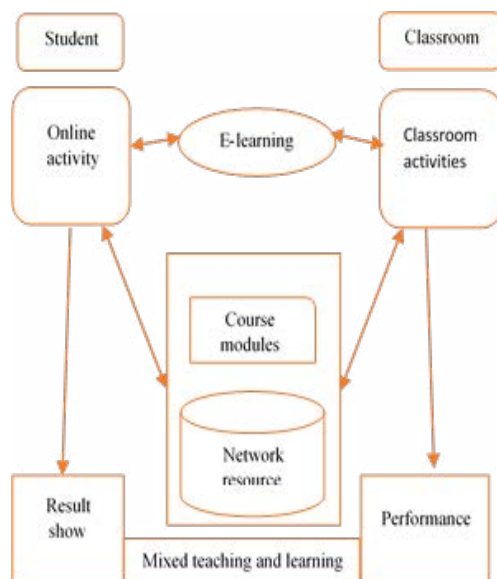 Student
Classroom
Online
activity
E-learning
Classroom
activities
Course
modules
Network
resource
Result
show
Performance
Mixed teaching and learning